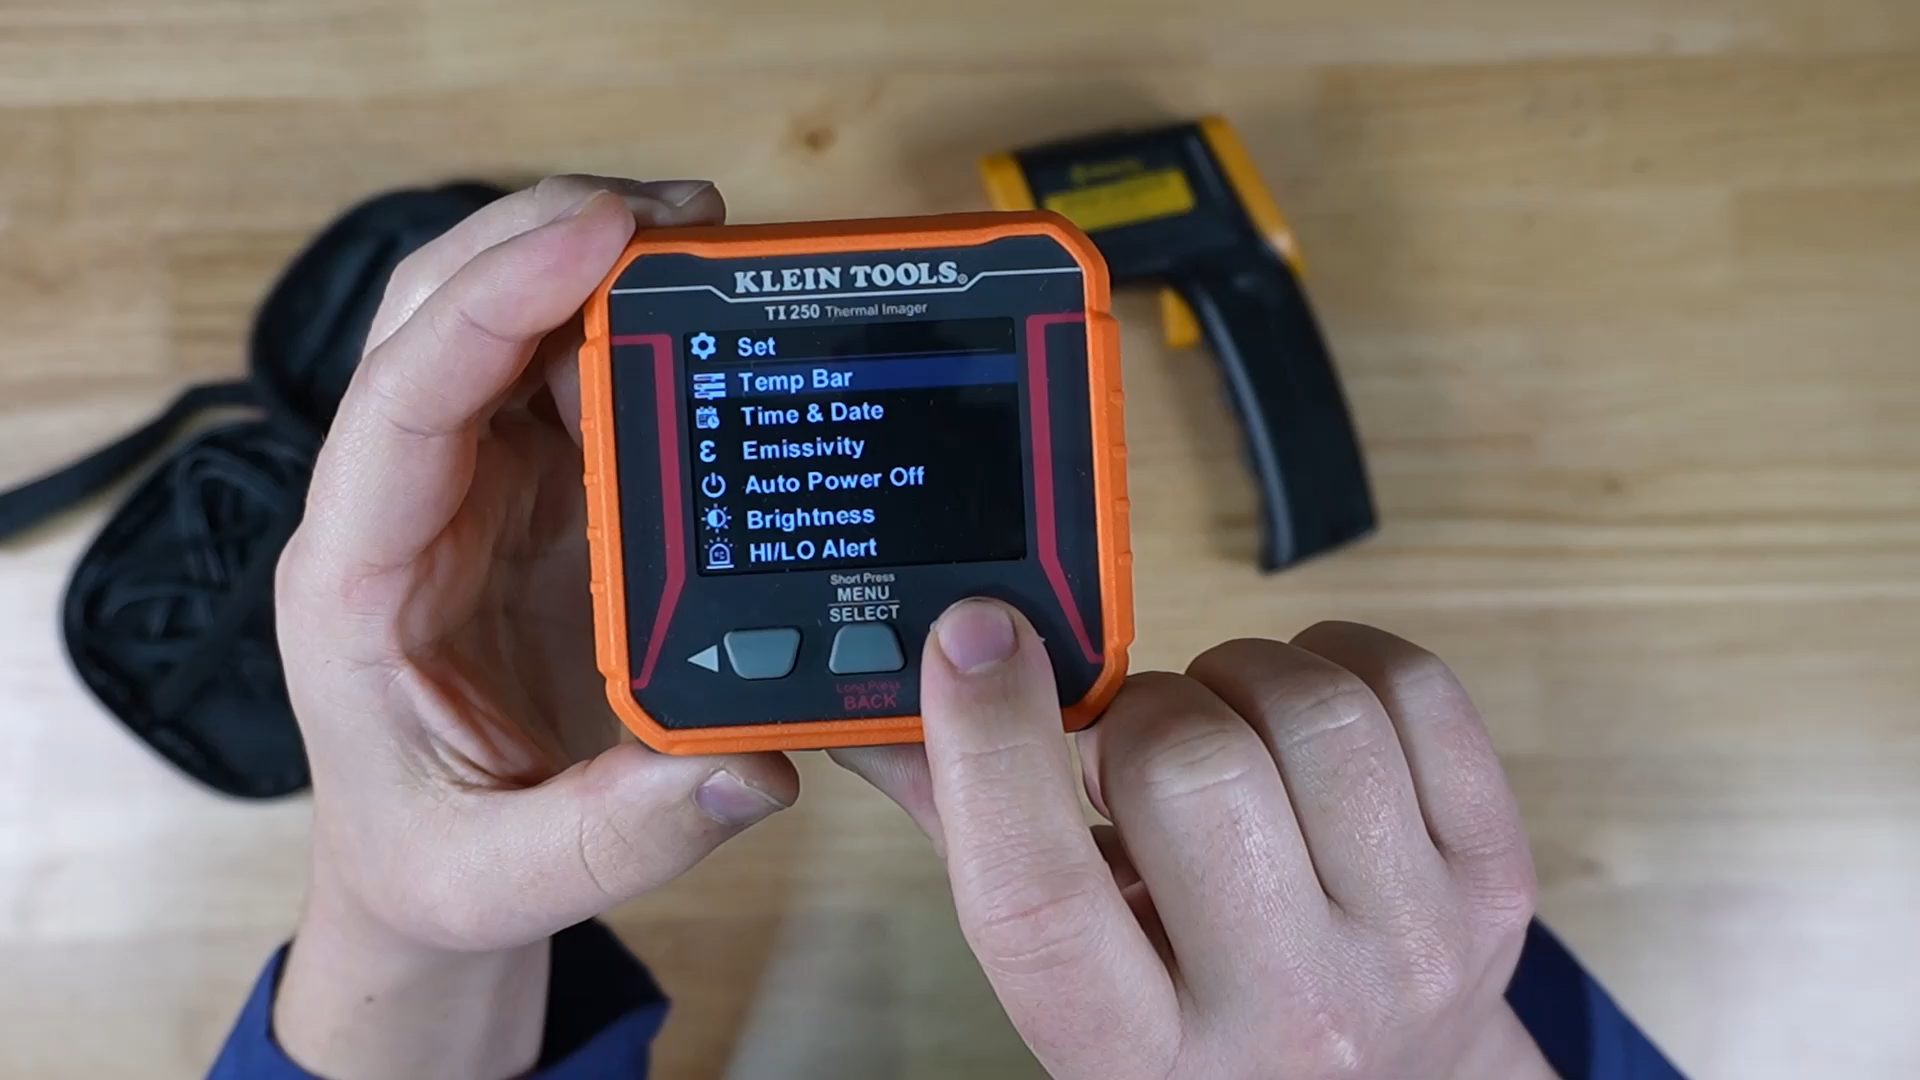 KLEIN TOOLS®
TI 250 Thermal Imager
Set
Temp Bar
Time & Date
ε Emissivity
Auto Power Off
Brightness
HI/LO Alert
Short Press
MENU
SELECT
Long Press
BACK